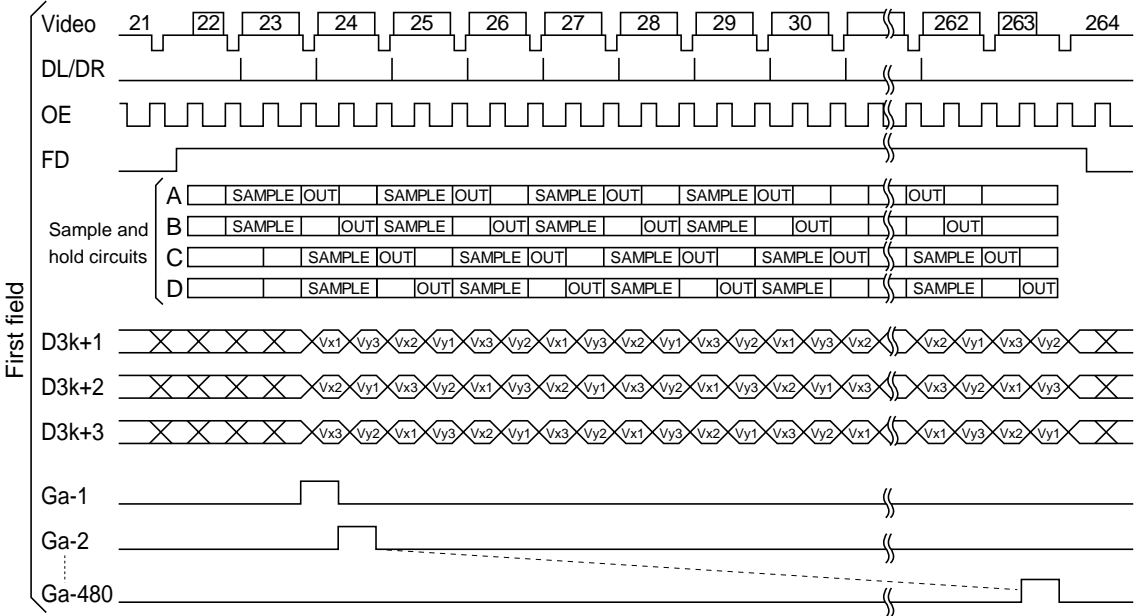 First field
Video 21 22 23 24 25 26 27 28 29 30 262 263 264
DL/DR
OE
FD
Sample and
hold circuits
A SAMPLE OUT SAMPLE OUT SAMPLE OUT SAMPLE OUT OUT
B SAMPLE OUT SAMPLE OUT SAMPLE OUT SAMPLE OUT OUT
C SAMPLE OUT SAMPLE OUT SAMPLE OUT SAMPLE OUT SAMPLE OUT
D SAMPLE OUT SAMPLE OUT SAMPLE OUT SAMPLE OUT SAMPLE OUT
D3k+1 Vx1 Vy3 Vx2 Vy1 Vx3 Vy2 Vx1 Vy3 Vx2 Vy1 Vx3 Vy2 Vx1 Vy3 Vx2 Vx2 Vy1 Vx3 Vy2
D3k+2 Vx2 Vy1 Vx3 Vy2 Vx1 Vy3 Vx2 Vy1 Vx3 Vy2 Vx1 Vy3 Vx2 Vy1 Vx3 Vx3 Vy2 Vx1 Vy3
D3k+3 Vx3 Vy2 Vx1 Vy3 Vx2 Vy1 Vx3 Vy2 Vx1 Vy3 Vx2 Vy1 Vx3 Vy2 Vx1 Vx1 Vy3 Vx2 Vy1
Ga-1
Ga-2
Ga-480